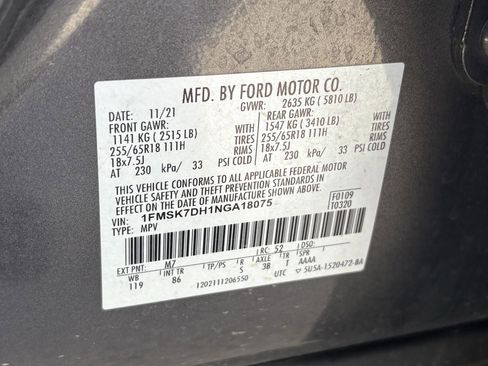 MFD. BY FORD MOTOR CO.
DATE: 11/21 GVWR: 2635 KG ( 5810 LB)
FRONT GAWR: REAR GAWR:
1141 KG ( 2515 LB) WITH 1547 KG ( 3410 LB) WITH
255/65R18 111H TIRES 255/65R18 111H TIRES
18x7.5J RIMS 18x7.5J RIMS
AT 230 kPa/ 33 PSI COLD AT 230 kPa/ 33 PSI COLD
THIS VEHICLE CONFORMS TO ALL APPLICABLE FEDERAL MOTOR
VEHICLE SAFETY AND THEFT PREVENTION STANDARDS IN
EFFECT ON THE DATE OF MANUFACTURE SHOWN ABOVE.
VIN: 1FMSK7DH1NGA18075 F0109
TYPE: MPV T0320
EXT PNT: M7 RC: 52 DSO:
WB INT TR TP/PS R AXLE TR SPR
119 86 S 3B T UTC 5U5A-1520472-BA
1202111206550